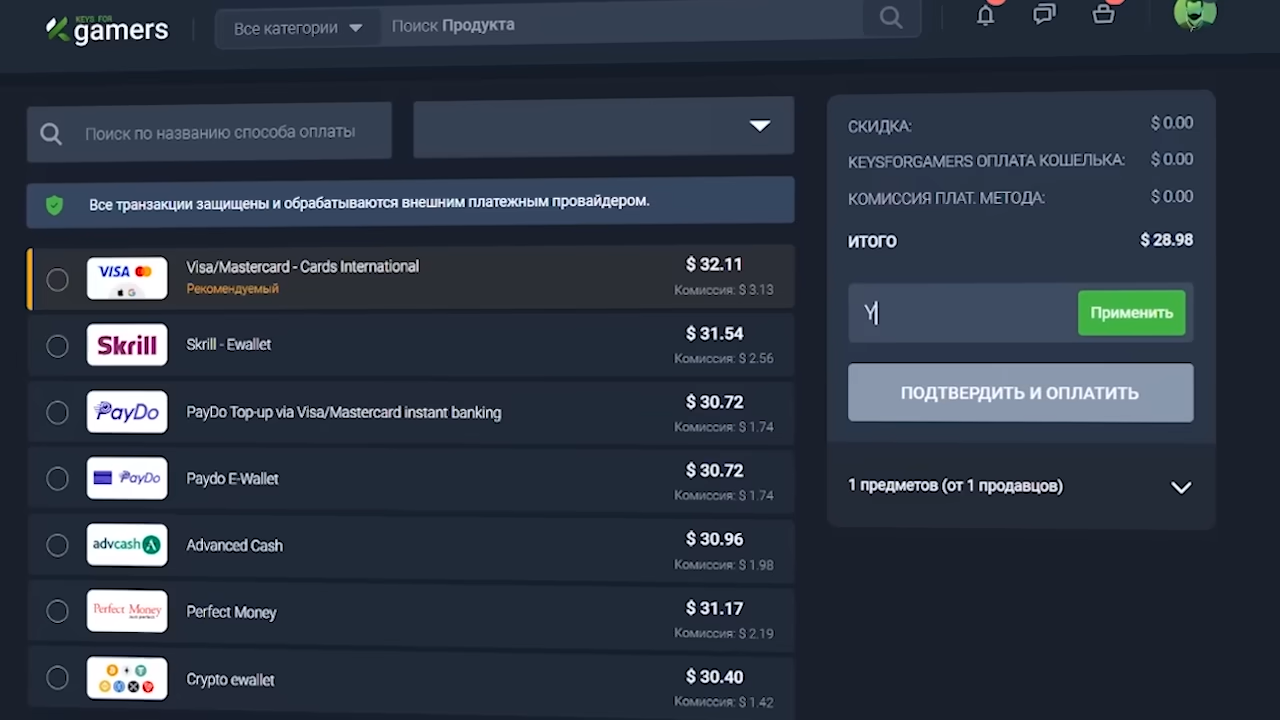 KEYS FOR
gamers
Все категории
Поиск Продукта
Поиск по названию способа оплаты
Все транзакции защищены и обрабатываются внешним платежным провайдером.
VISA
G
Visa/Mastercard - Cards International
Рекомендуемый
$ 32.11
Комиссия: $ 3.13
Skrill
Skrill - Ewallet
$ 31.54
Комиссия: $ 2.56
PayDo
PayDo Top-up via Visa/Mastercard instant banking
$ 30.72
Комиссия: $ 1.74
PayDo
Paydo E-Wallet
$ 30.72
Комиссия: $ 1.74
advcash
Advanced Cash
$ 30.96
Комиссия: $ 1.98
Perfect Money
Perfect Money
$ 31.17
Комиссия: $ 2.19
Crypto ewallet
$ 30.40
Комиссия: $ 1.42
СКИДКА: $ 0.00
KEYSFORGAMERS ОПЛАТА КОШЕЛЬКА: $ 0.00
КОМИССИЯ ПЛАТ. МЕТОДА: $ 0.00
ИТОГО $ 28.98
Y
Применить
ПОДТВЕРДИТЬ И ОПЛАТИТЬ
1 предметов (от 1 продавцов)